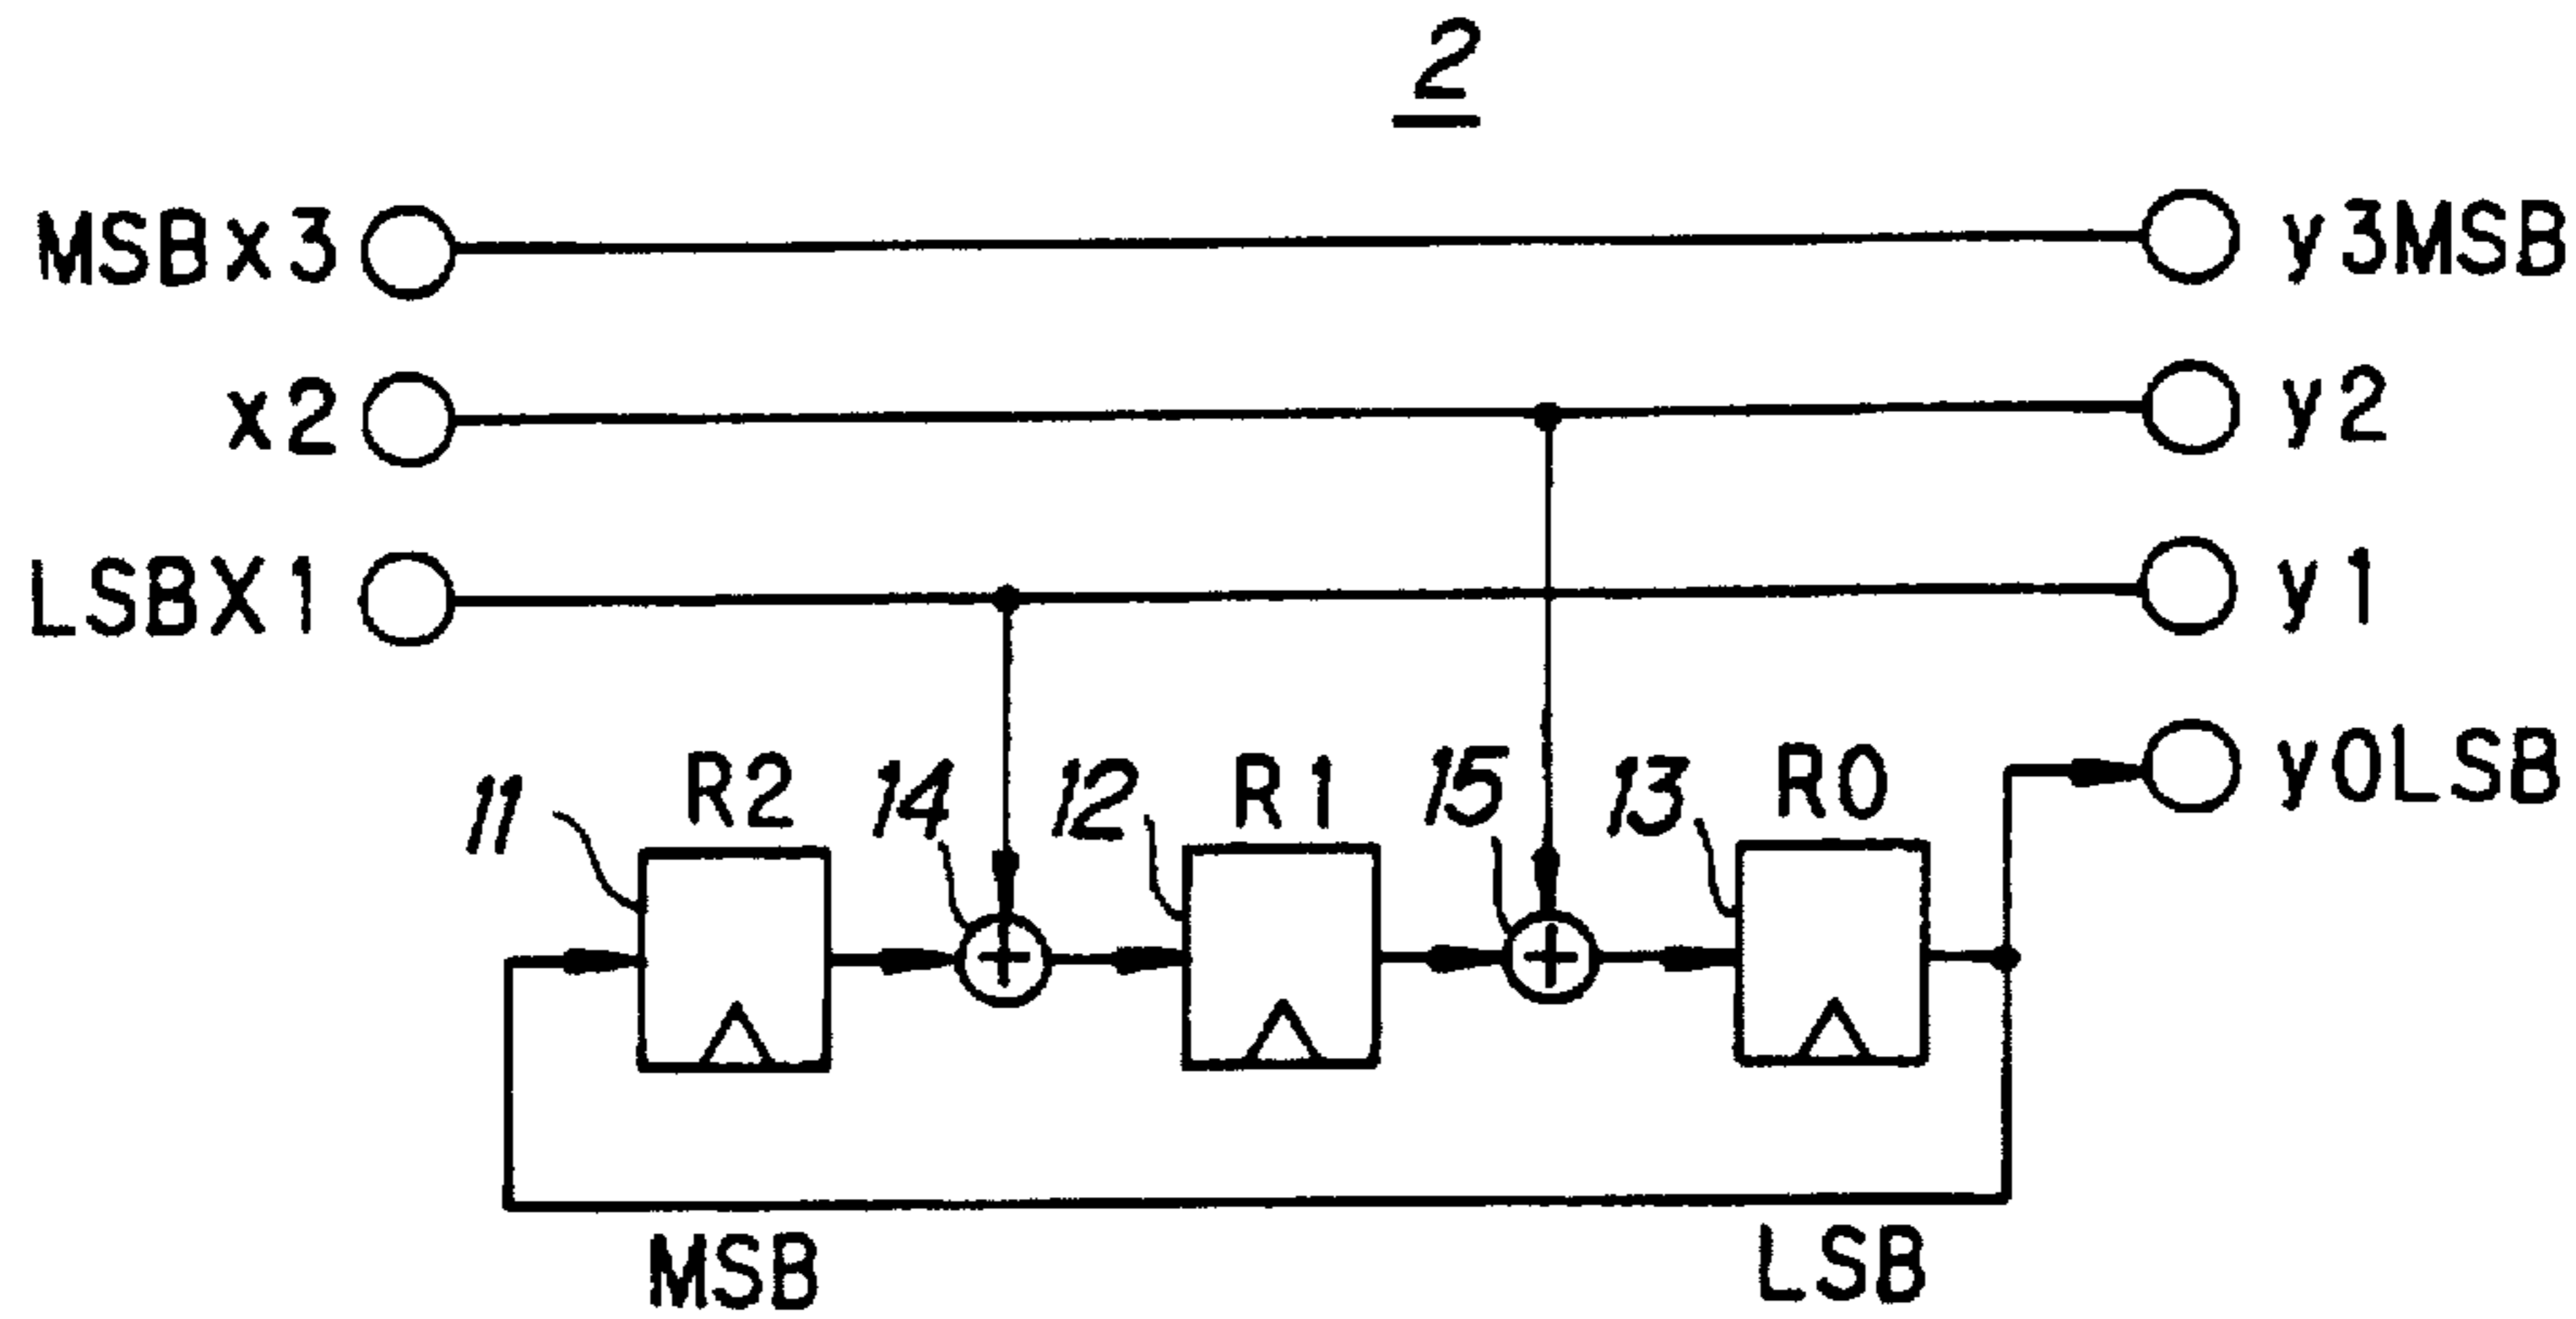 2
MSBx3
y3MSB
x2
y2
LSBX1
y1
y0LSB
11
R2
14
12
R1
15
13
R0
+
+
MSB
LSB